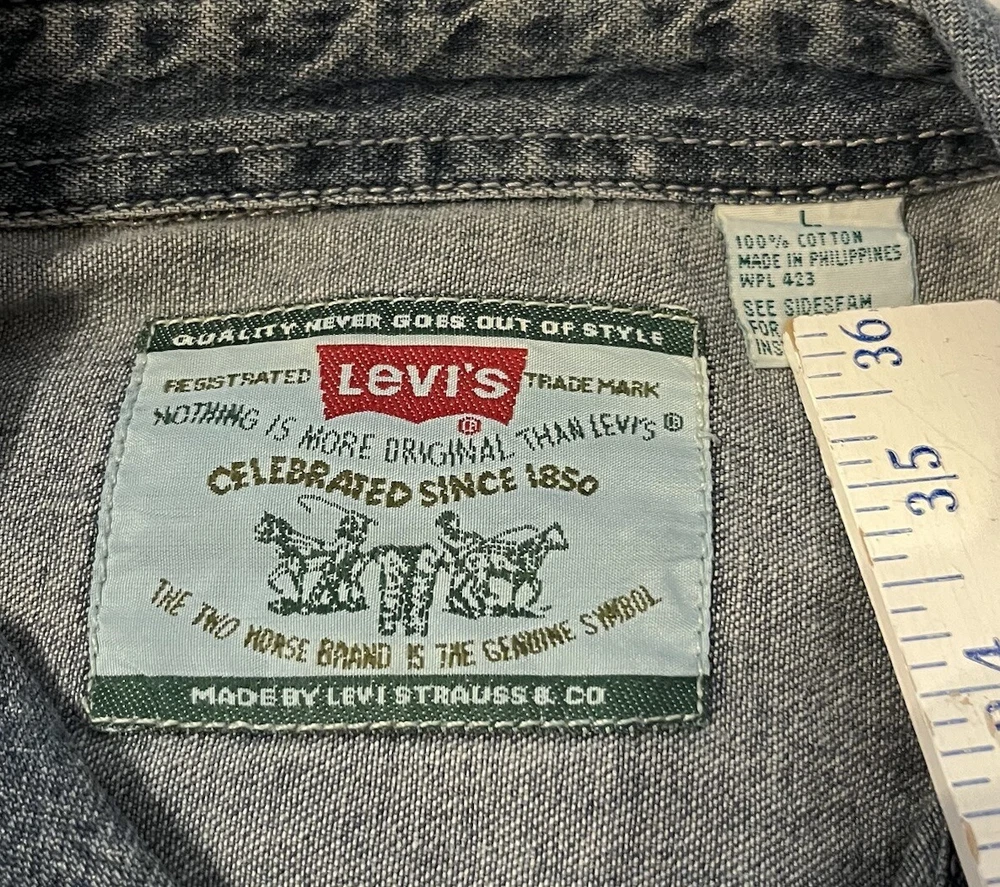 L
100% COTTON
MADE IN PHILIPPINES
WPL 423
SEE SIDESEAM
FOR
INS
QUALITY NEVER GOES OUT OF STYLE
REGISTRATED Levi's TRADE MARK
®
NOTHING IS MORE ORIGINAL THAN LEVI'S ®
CELEBRATED SINCE 1850
THE TWO HORSE BRAND IS THE GENUINE SYMBOL
MADE BY LEVI STRAUSS & CO
36
35
34